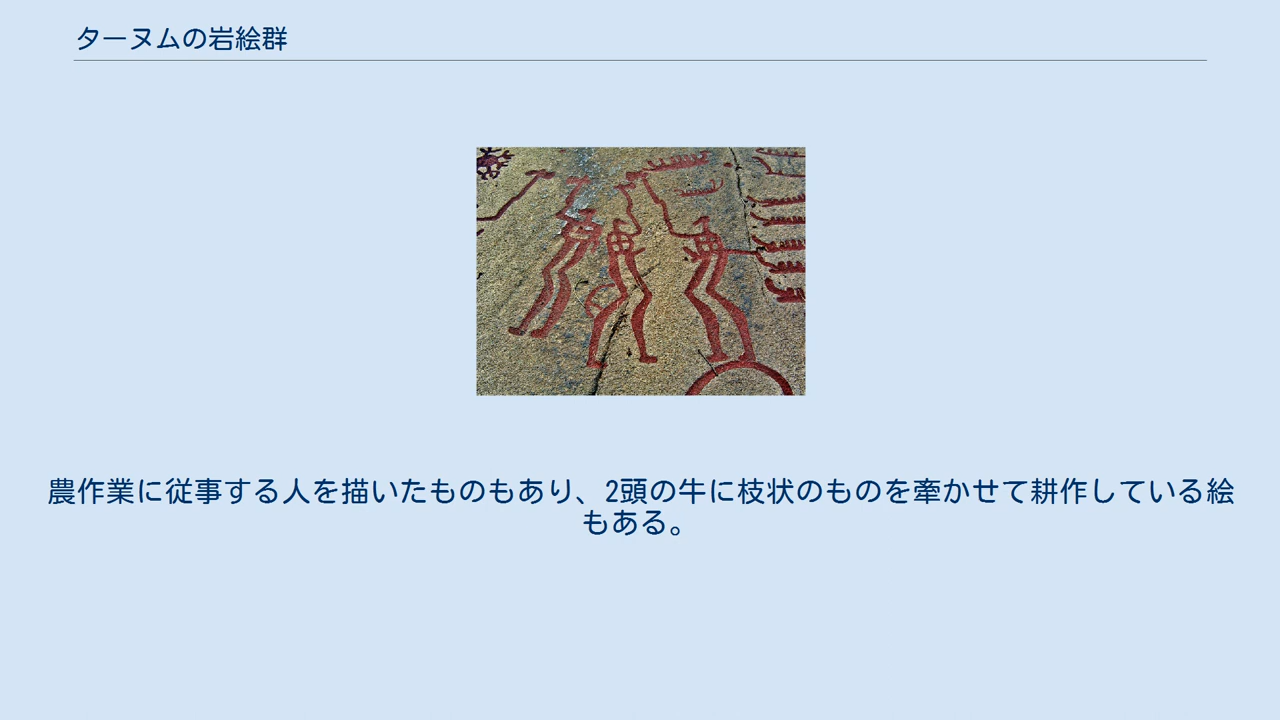 ターヌムの岩絵群
農作業に従事する人を描いたものもあり、2頭の牛に枝状のものを牽かせて耕作している絵
もある。